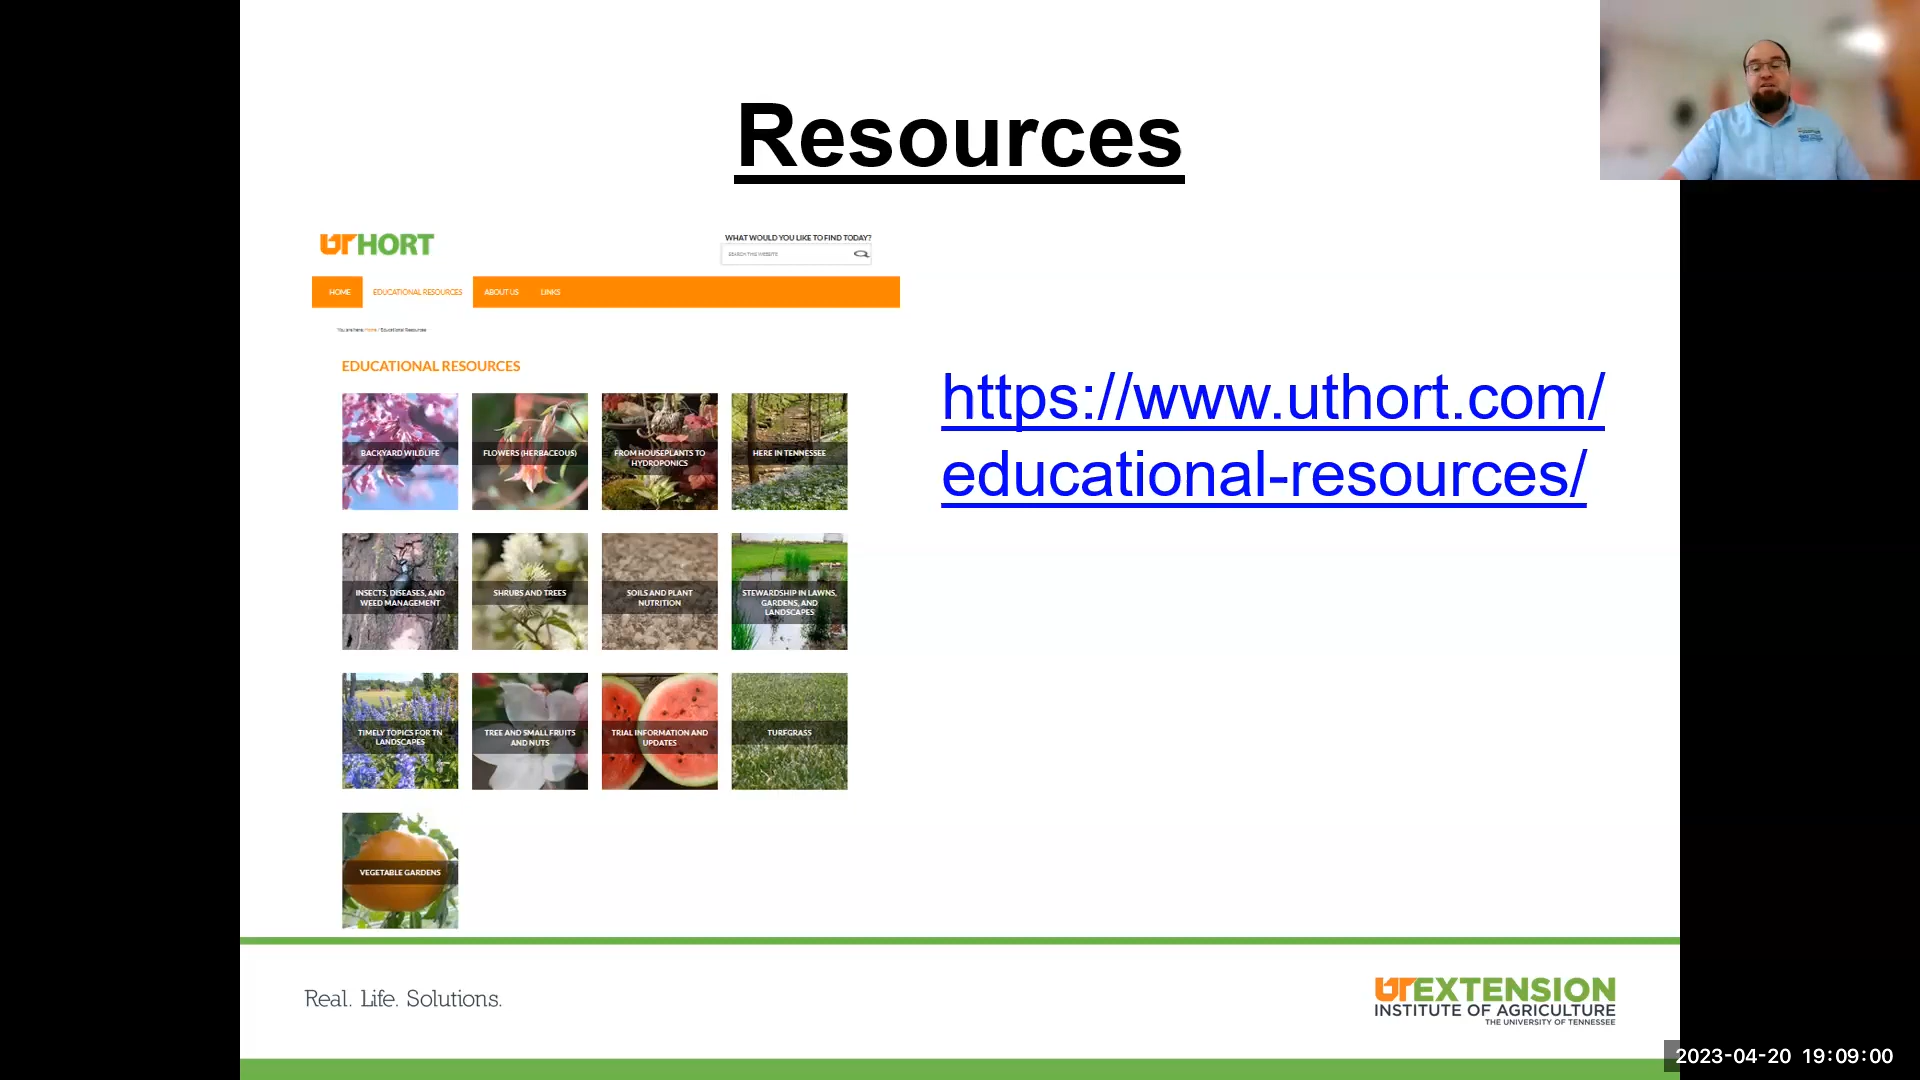 Resources
UTHORT
WHAT WOULD YOU LIKE TO FIND TODAY?
SEARCH THIS WEBSITE
HOME
EDUCATIONAL RESOURCES
ABOUT US
LINKS
You are here: Home / Educational Resources
EDUCATIONAL RESOURCES
BACKYARD WILDLIFE
FLOWERS (HERBACEOUS)
FROM HOUSEPLANTS TO
HYDROPONICS
HERE IN TENNESSEE
INSECTS, DISEASES, AND
WEED MANAGEMENT
SHRUBS AND TREES
SOILS AND PLANT
NUTRITION
STEWARDSHIP IN LAWNS,
GARDENS, AND
LANDSCAPES
TIMELY TOPICS FOR TN
LANDSCAPES
TREE AND SMALL FRUITS
AND NUTS
TRIAL INFORMATION AND
UPDATES
TURFGRASS
VEGETABLE GARDENS
https://www.uthort.com/
educational-resources/
Real. Life. Solutions.
UTEXTENSION
INSTITUTE OF AGRICULTURE
THE UNIVERSITY OF TENNESSEE
2023-04-20 19:09:00